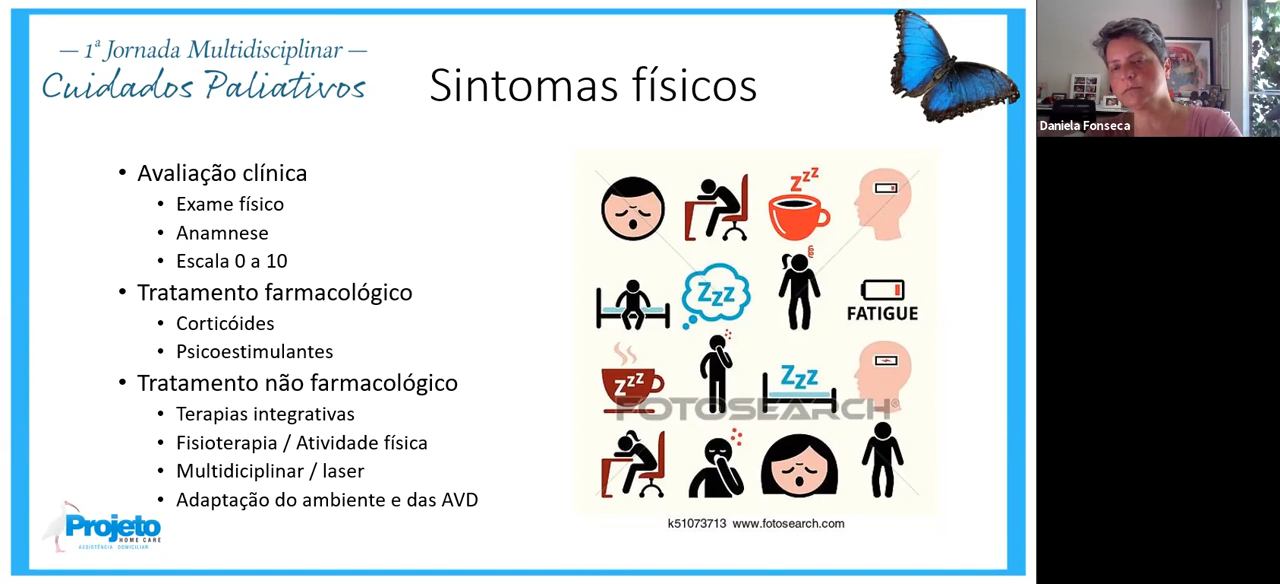 — 1ª Jornada Multidisciplinar —
Cuidados Paliativos
Sintomas físicos
Daniela Fonseca
• Avaliação clínica
• Exame físico
• Anamnese
• Escala 0 a 10
• Tratamento farmacológico
• Corticóides
• Psicoestimulantes
• Tratamento não farmacológico
• Terapias integrativas
• Fisioterapia / Atividade física
• Multidiciplinar / laser
• Adaptação do ambiente e das AVD
zzz
Zzz
FATIGUE
zzz
Zzz
FOTOSEARCH®
k51073713 www.fotosearch.com
Projeto
HOME CARE
ASSISTÊNCIA DOMICILIAR